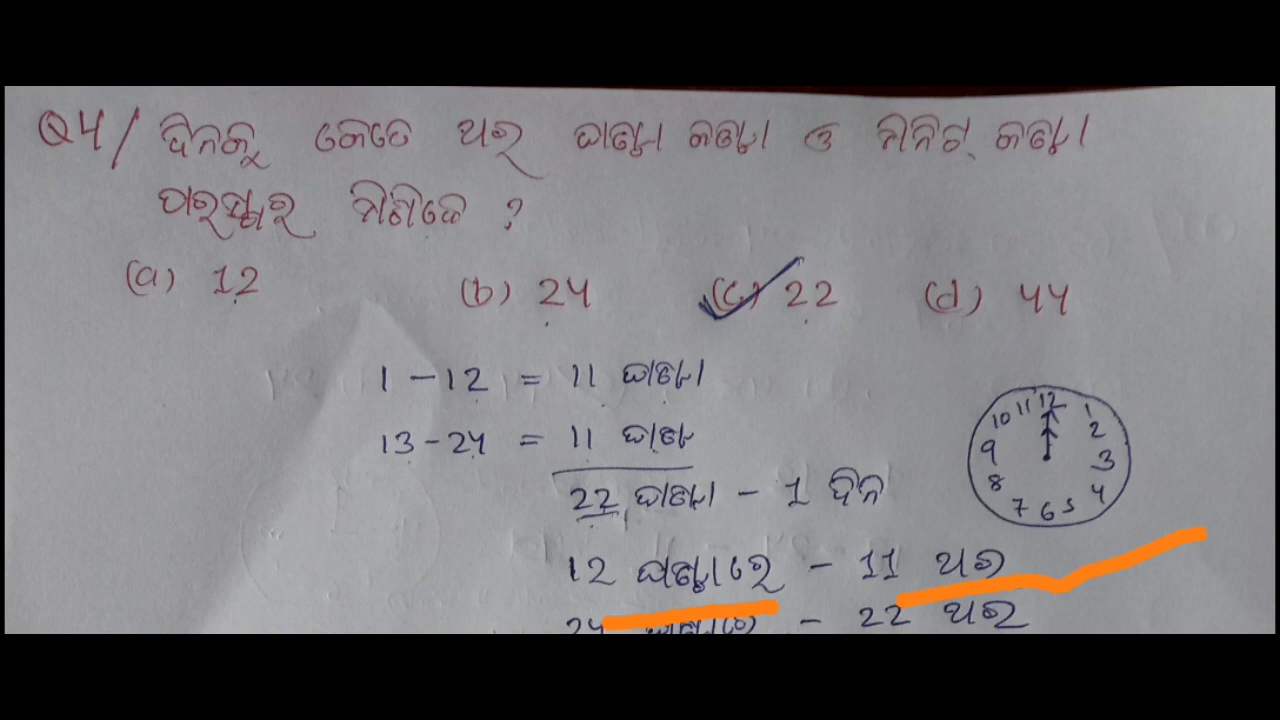 Q4/ ଦିନକୁ କେତେ ଥର ଘଣ୍ଟା କଣ୍ଟା ଓ ମିନିଟ୍ କଣ୍ଟା
ପରସ୍ପର ମିଶିବେ ?
(a) 12 (b) 24 (c) 22 (d) 44
1 - 12 = 11 ଘଣ୍ଟା
13 - 24 = 11 ଘଣ୍ଟା
22 ଘଣ୍ଟା - 1 ଦିନ
12 ଘଣ୍ଟାରେ - 11 ଥର
24 ଘଣ୍ଟାରେ - 22 ଥର
12 1 2 3 4 5 6 7 8 9 10 11